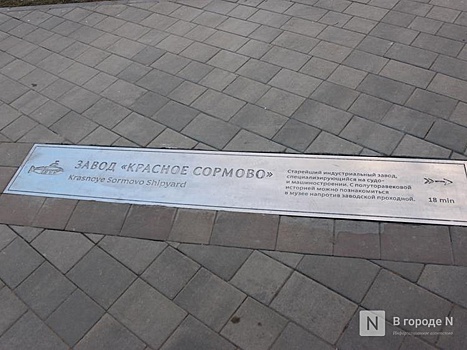 ЗАВОД «КРАСНОЕ СОРМОВО»
Krasnoye Sormovo Shipyard
Старейший индустриальный завод,
специализирующийся на судо-
и машиностроении. С полуторавековой
историей можно познакомиться
в музее напротив заводской проходной.
18 min
N В городе N